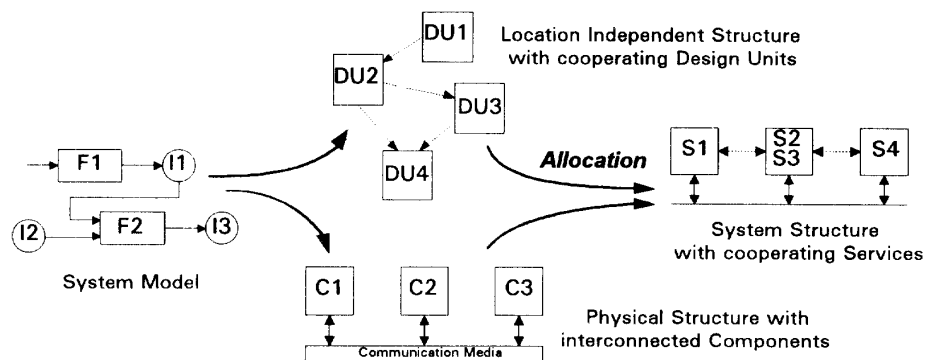 DU1
Location Independent Structure
with cooperating Design Units
DU2
DU3
DU4
F1
I1
F2
I2
I3
System Model
Allocation
S1
S2
S3
S4
System Structure
with cooperating Services
C1
C2
C3
Communication Media
Physical Structure with
interconnected Components